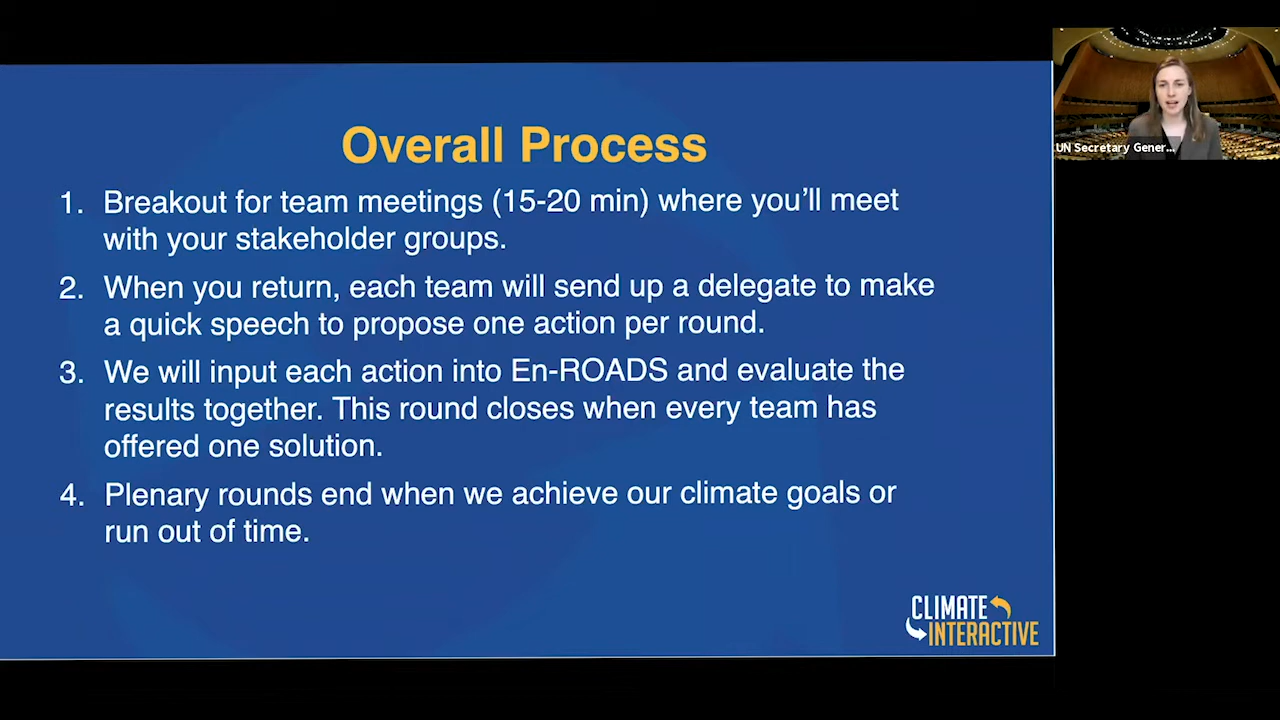 Overall Process
1. Breakout for team meetings (15-20 min) where you’ll meet
with your stakeholder groups.
2. When you return, each team will send up a delegate to make
a quick speech to propose one action per round.
3. We will input each action into En-ROADS and evaluate the
results together. This round closes when every team has
offered one solution.
4. Plenary rounds end when we achieve our climate goals or
run out of time.
CLIMATE
INTERACTIVE
UN Secretary Gener...